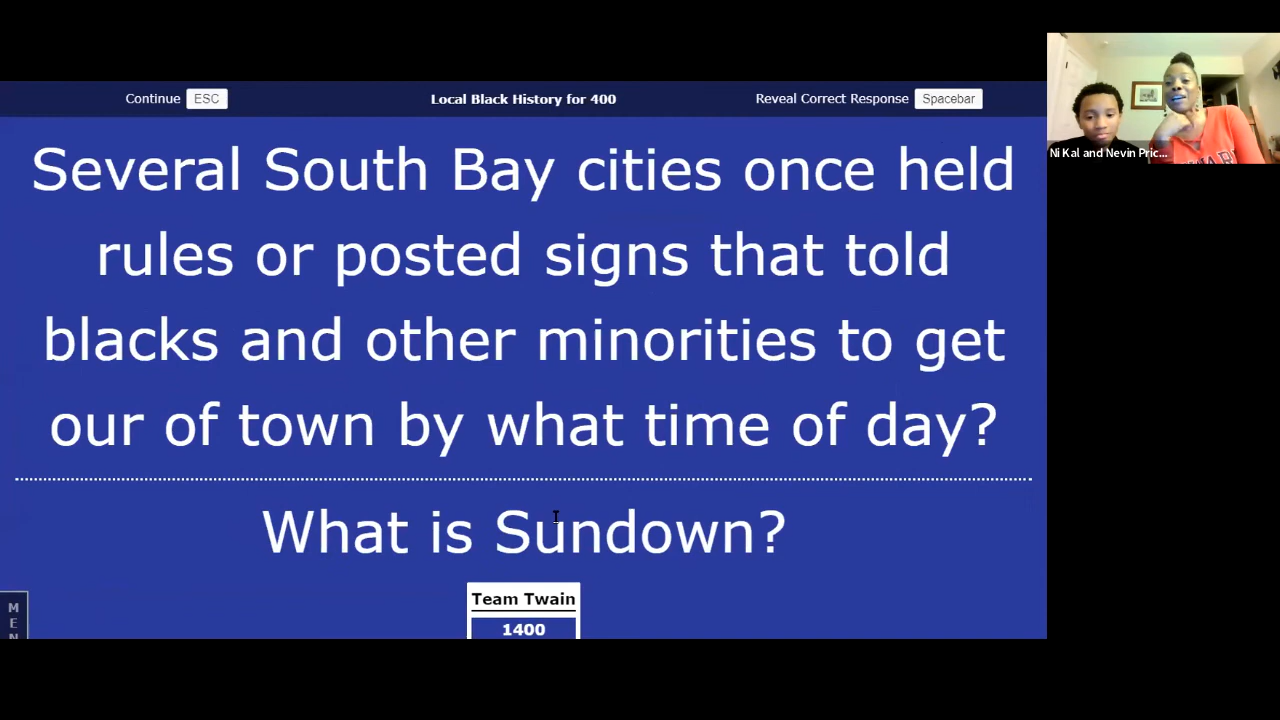 Continue ESC
Local Black History for 400
Reveal Correct Response Spacebar
Several South Bay cities once held
rules or posted signs that told
blacks and other minorities to get
our of town by what time of day?
What is Sundown?
Team Twain
1400
M
E
N
Ni Kal and Nevin Pric...